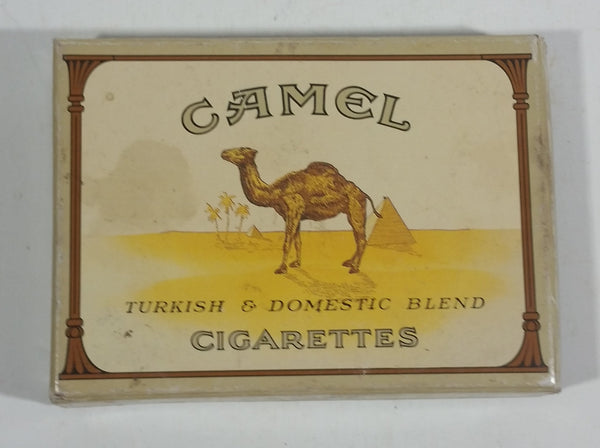 CAMEL
TURKISH & DOMESTIC BLEND
CIGARETTES